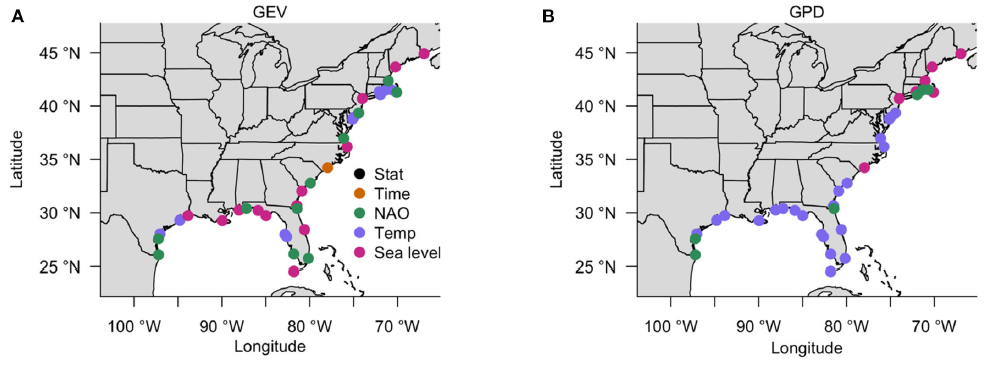 A
GEV
45 °N
40 °N
35 °N
30 °N
25 °N
Latitude
100 °W 90 °W 80 °W 70 °W
Longitude
Stat
Time
NAO
Temp
Sea level
B
GPD
45 °N
40 °N
35 °N
30 °N
25 °N
Latitude
100 °W 90 °W 80 °W 70 °W
Longitude